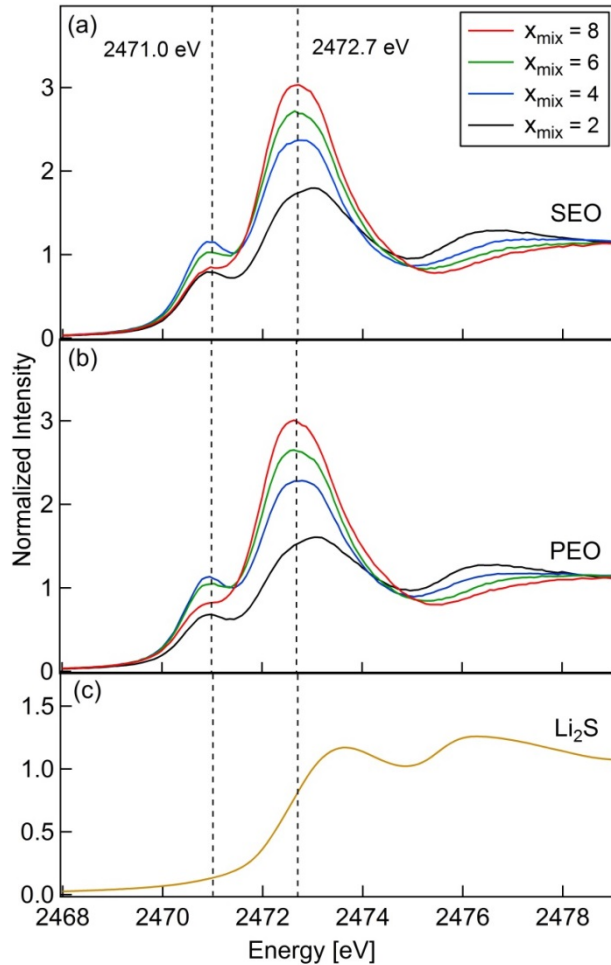 (a)
2471.0 eV
2472.7 eV
x_mix = 8
x_mix = 6
x_mix = 4
x_mix = 2
SEO
3
2
1
0
(b)
PEO
3
2
1
0
Normalized Intensity
(c)
Li₂S
1.5
1.0
0.5
0.0
2468 2470 2472 2474 2476 2478
Energy [eV]